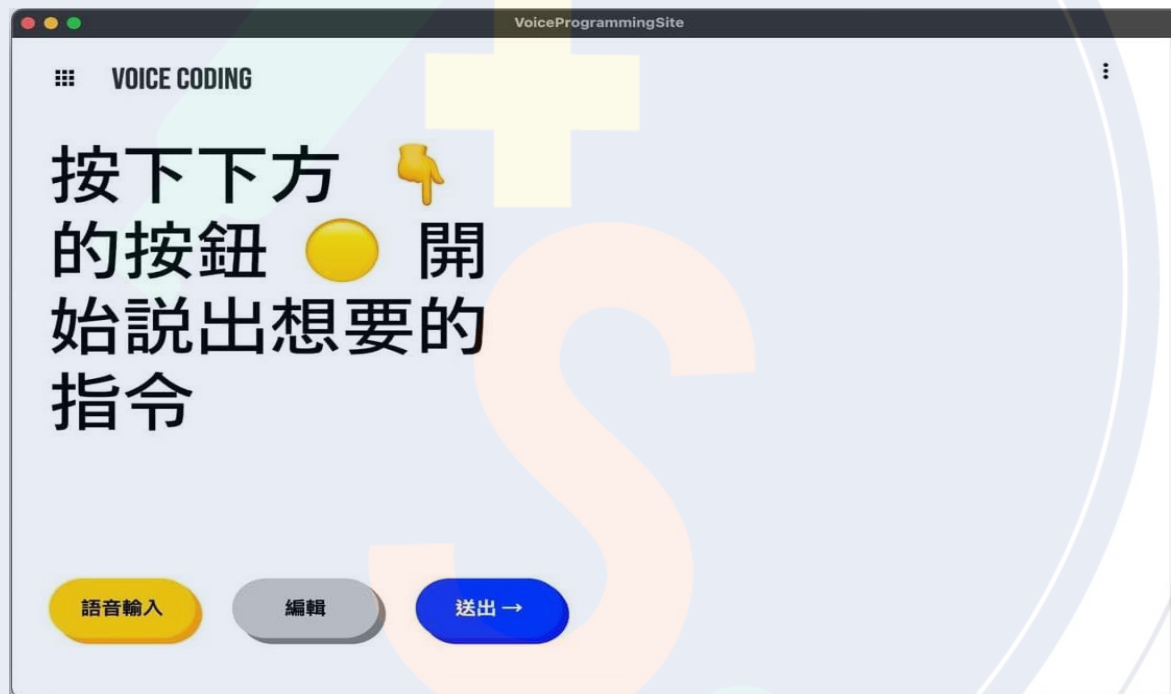 VoiceProgrammingSite
VOICE CODING
按下下方 👇
的按鈕 🟡 開
始説出想要的
指令
語音輸入
編輯
送出 →